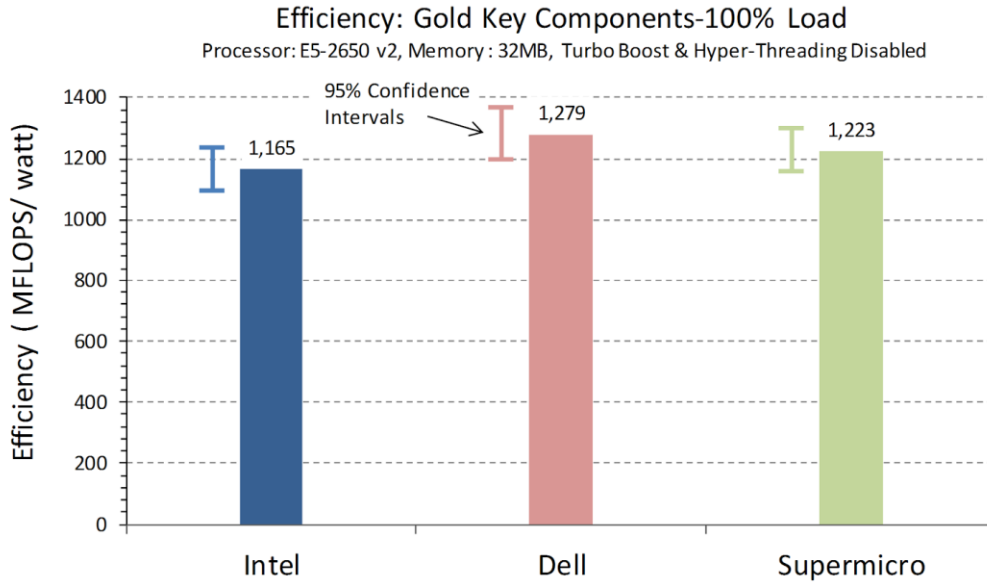 Efficiency: Gold Key Components-100% Load
Processor: E5-2650 v2, Memory : 32MB, Turbo Boost & Hyper-Threading Disabled
Efficiency ( MFLOPS/ watt)
1400
1200
1000
800
600
400
200
0
95% Confidence
Intervals
1,165
1,279
1,223
Intel
Dell
Supermicro